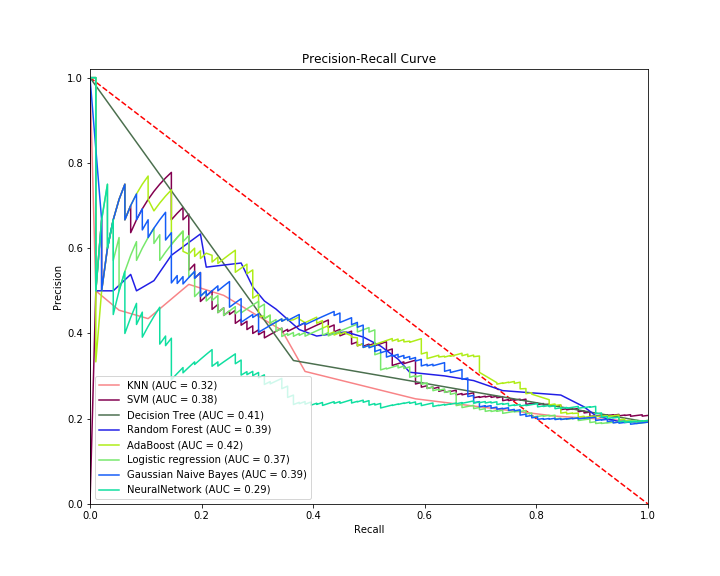 Precision-Recall Curve
1.0
0.8
0.6
0.4
0.2
0.0
Precision
KNN (AUC = 0.32)
SVM (AUC = 0.38)
Decision Tree (AUC = 0.41)
Random Forest (AUC = 0.39)
AdaBoost (AUC = 0.42)
Logistic regression (AUC = 0.37)
Gaussian Naive Bayes (AUC = 0.39)
NeuralNetwork (AUC = 0.29)
0.0 0.2 0.4 0.6 0.8 1.0
Recall